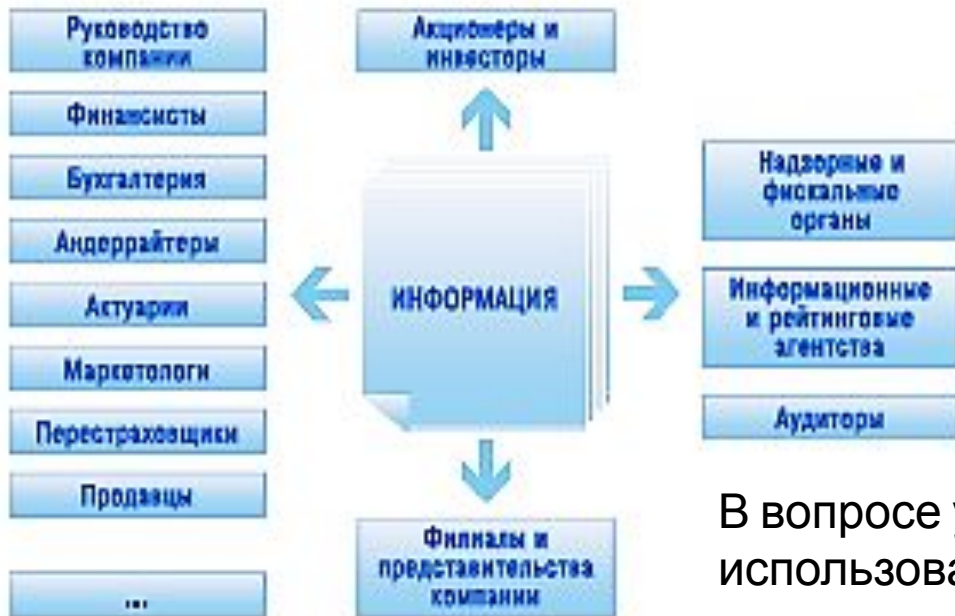 Руководство
компании
Финансисты
Бухгалтерия
Андеррайтеры
Актуарии
Маркетологи
Перестраховщики
Продавцы
...
Акционеры и
инвесторы
ИНФОРМАЦИЯ
Филиалы и
представительства
компании
Надзорные и
фискальные
органы
Информационные
и рейтинговые
агентства
Аудиторы
В вопросе